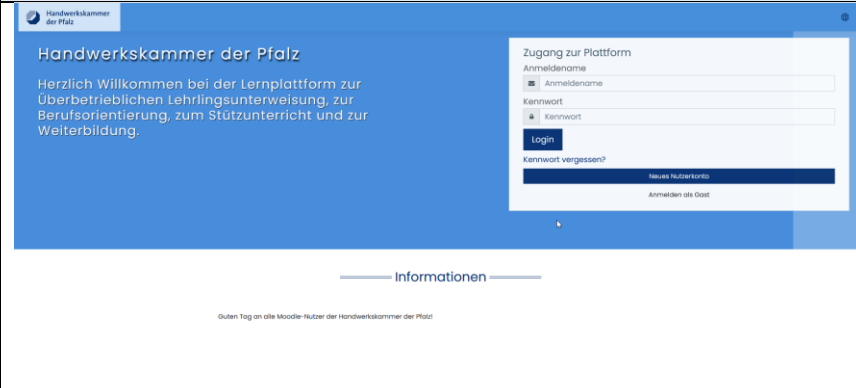 Handwerkskammer
der Pfalz
Handwerkskammer der Pfalz
Herzlich Willkommen bei der Lernplattform zur
Überbetrieblichen Lehrlingsunterweisung, zur
Berufsorientierung, zum Stützunterricht und zur
Weiterbildung.
Zugang zur Plattform
Anmeldename
Anmeldename
Kennwort
Kennwort
Login
Kennwort vergessen?
Neues Nutzerkonto
Anmelden als Gast
Informationen
Guten Tag an alle Moodle-Nutzer der Handwerkskammer der Pfalz!